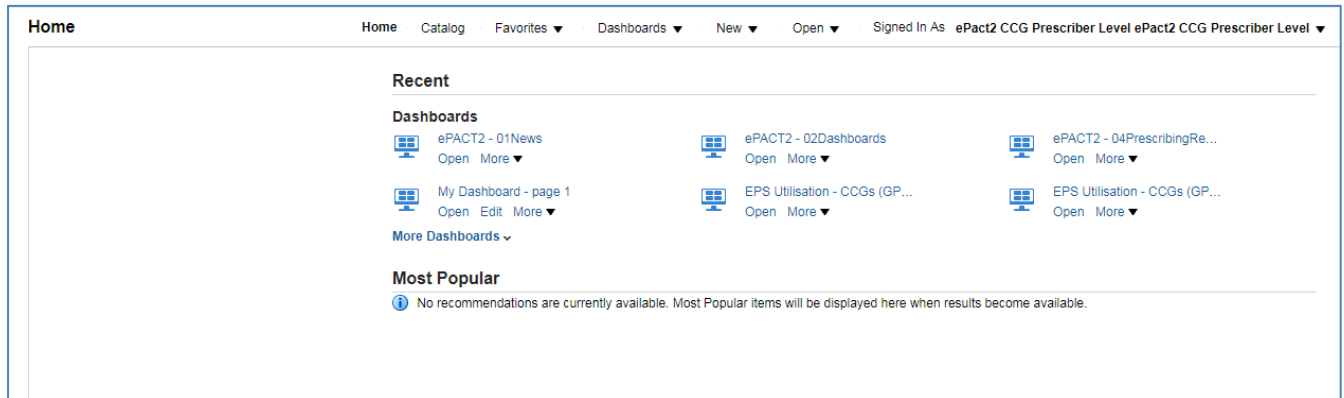 Home
Home Catalog Favorites ▼ Dashboards ▼ New ▼ Open ▼ Signed In As ePact2 CCG Prescriber Level ePact2 CCG Prescriber Level ▼
Recent
Dashboards
ePACT2 - 01News ePACT2 - 02Dashboards ePACT2 - 04PrescribingRe...
Open More ▼ Open More ▼ Open More ▼
My Dashboard - page 1 EPS Utilisation - CCGs (GP... EPS Utilisation - CCGs (GP...
Open Edit More ▼ Open More ▼ Open More ▼
More Dashboards
Most Popular
No recommendations are currently available. Most Popular items will be displayed here when results become available.